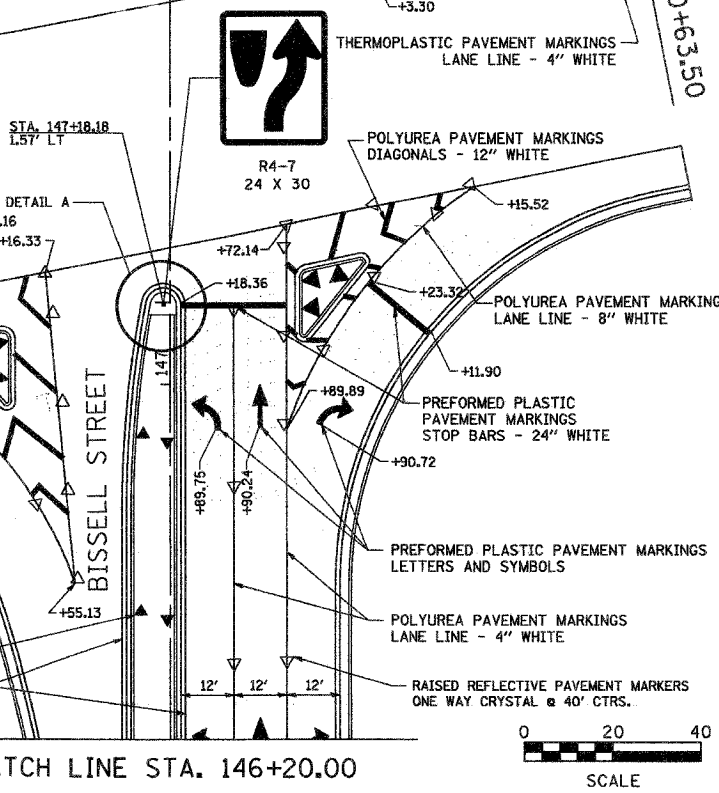 +3.30
0+63.50
THERMOPLASTIC PAVEMENT MARKINGS
LANE LINE - 4" WHITE
STA. 147+18.18
1.57' LT
R4-7
24 X 30
POLYUREA PAVEMENT MARKINGS
DIAGONALS - 12" WHITE
DETAIL A
.16
+16.33
+72.14
+15.52
+18.36
+23.32
POLYUREA PAVEMENT MARKING
LANE LINE - 8" WHITE
147
+11.90
+89.89
PREFORMED PLASTIC
PAVEMENT MARKINGS
STOP BARS - 24" WHITE
BISSELL STREET
+89.75
+90.24
+90.72
PREFORMED PLASTIC PAVEMENT MARKINGS
LETTERS AND SYMBOLS
+55.13
POLYUREA PAVEMENT MARKINGS
LANE LINE - 4" WHITE
12' 12' 12'
RAISED REFLECTIVE PAVEMENT MARKERS
ONE WAY CRYSTAL @ 40' CTRS.
TCH LINE STA. 146+20.00
0 20 40
SCALE